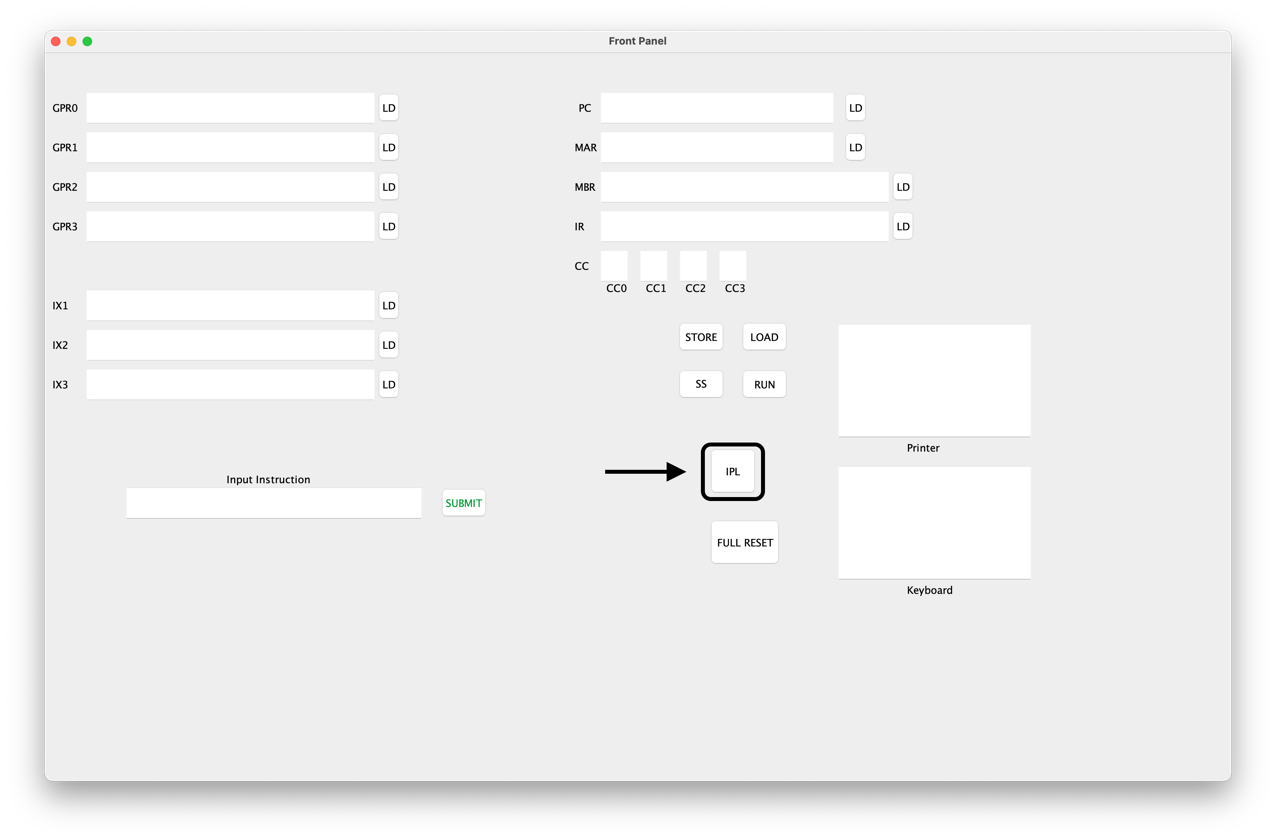 Front Panel
GPR0 LD PC LD
GPR1 LD MAR LD
GPR2 LD MBR LD
GPR3 LD IR LD
CC
CC0 CC1 CC2 CC3
IX1 LD
STORE LOAD
IX2 LD
IX3 LD SS RUN
Printer
IPL
Input Instruction
SUBMIT
FULL RESET
Keyboard